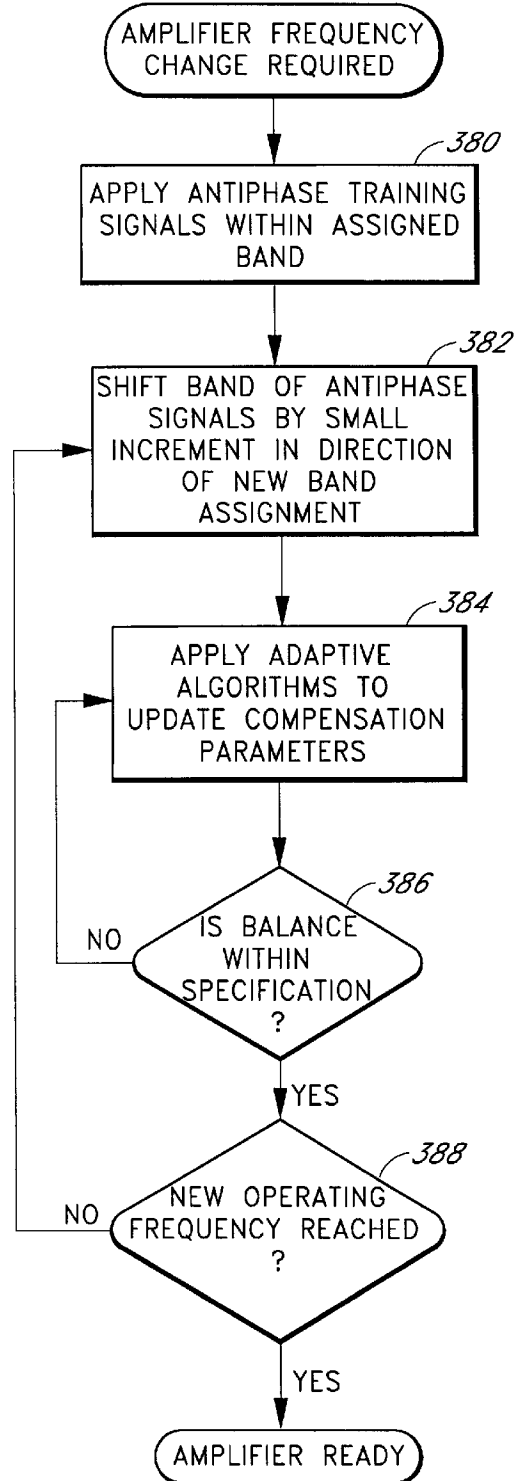 AMPLIFIER FREQUENCY
CHANGE REQUIRED
380
APPLY ANTIPHASE TRAINING
SIGNALS WITHIN ASSIGNED
BAND
382
SHIFT BAND OF ANTIPHASE
SIGNALS BY SMALL
INCREMENT IN DIRECTION
OF NEW BAND
ASSIGNMENT
384
APPLY ADAPTIVE
ALGORITHMS TO
UPDATE COMPENSATION
PARAMETERS
386
IS BALANCE
WITHIN
SPECIFICATION
?
NO
YES
388
NEW OPERATING
FREQUENCY REACHED
?
NO
YES
AMPLIFIER READY